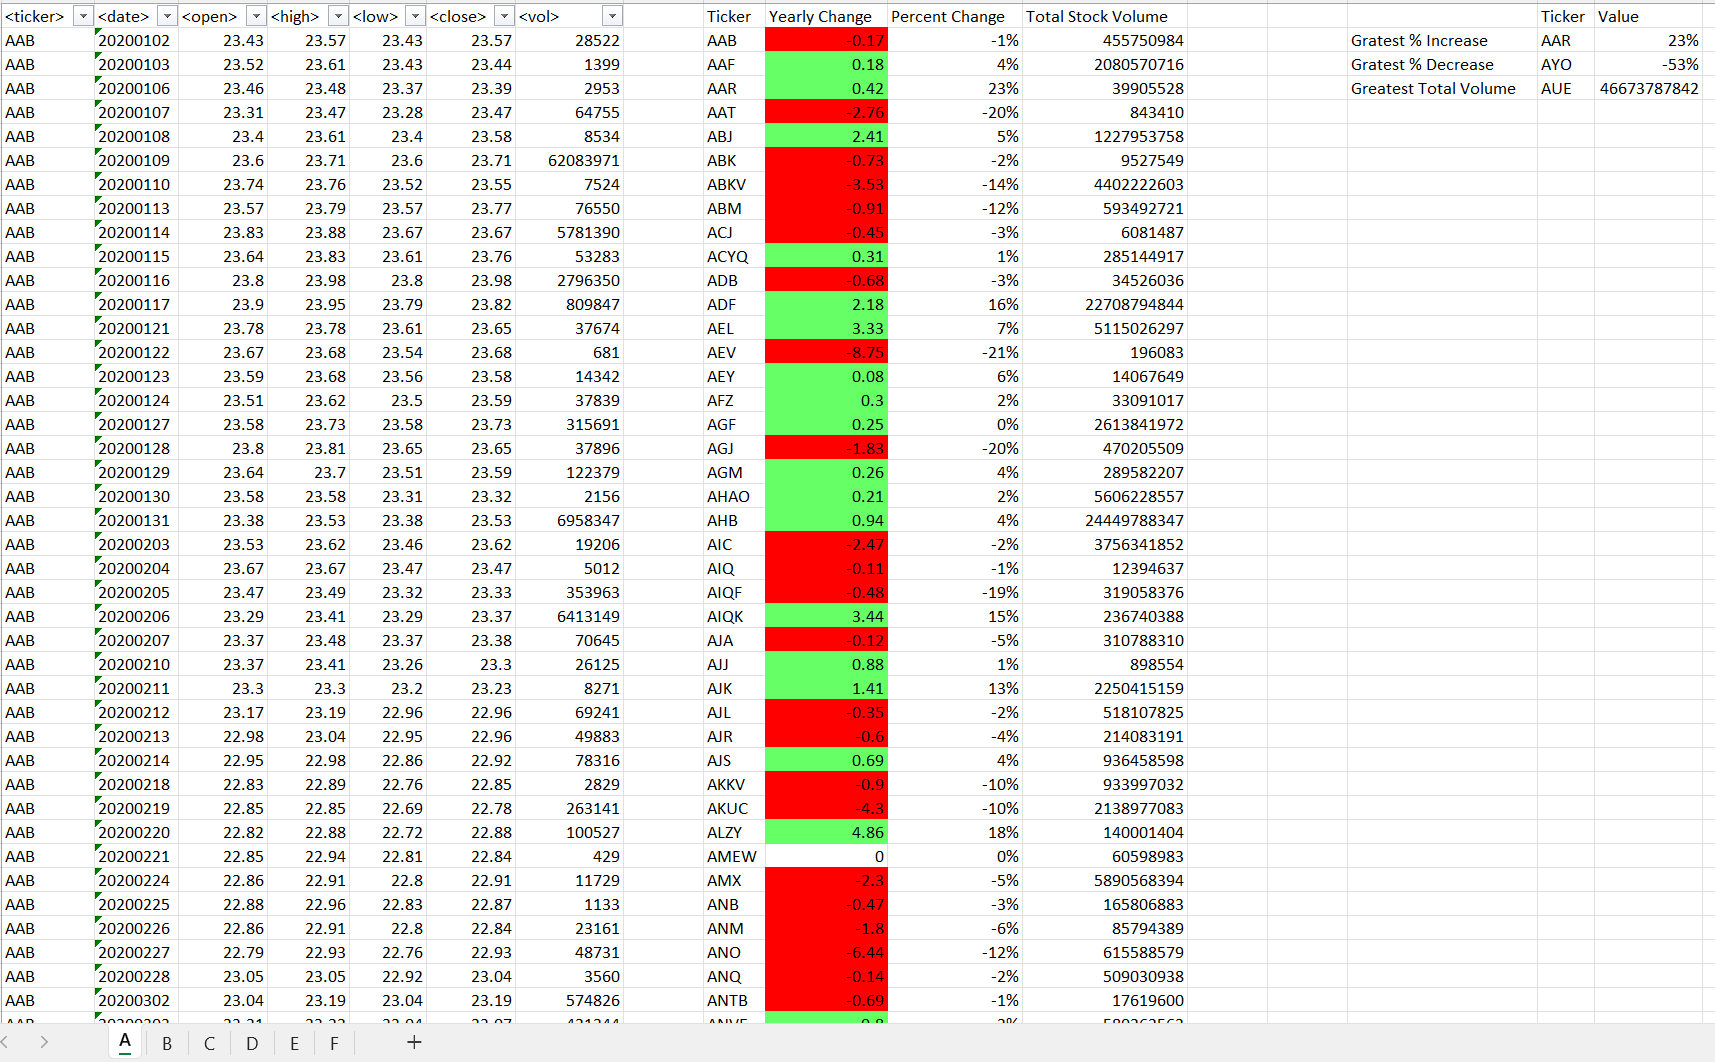 <ticker> <date> <open> <high> <low> <close> <vol> Ticker Yearly Change Percent Change Total Stock Volume Ticker Value
AAB 20200102 23.43 23.57 23.43 23.57 28522 AAB -0.17 -1% 455750984 Gratest % Increase AAR 23%
AAB 20200103 23.52 23.61 23.43 23.44 1399 AAF 0.18 4% 2080570716 Gratest % Decrease AYO -53%
AAB 20200106 23.46 23.48 23.37 23.39 2953 AAR 0.42 23% 39905528 Greatest Total Volume AUE 46673787842
AAB 20200107 23.31 23.47 23.28 23.47 64755 AAT -2.76 -20% 843410
AAB 20200108 23.4 23.61 23.4 23.58 8534 ABJ 2.41 5% 1227953758
AAB 20200109 23.6 23.71 23.6 23.71 62083971 ABK -0.73 -2% 9527549
AAB 20200110 23.74 23.76 23.52 23.55 7524 ABKV -3.53 -14% 4402222603
AAB 20200113 23.57 23.79 23.57 23.77 76550 ABM -0.91 -12% 593492721
AAB 20200114 23.83 23.88 23.67 23.67 5781390 ACJ -0.45 -3% 6081487
AAB 20200115 23.64 23.83 23.61 23.76 53283 ACYQ 0.31 1% 285144917
AAB 20200116 23.8 23.98 23.8 23.98 2796350 ADB -0.68 -3% 34526036
AAB 20200117 23.9 23.95 23.79 23.82 809847 ADF 2.18 16% 22708794844
AAB 20200121 23.78 23.78 23.61 23.65 37674 AEL 3.33 7% 5115026297
AAB 20200122 23.67 23.68 23.54 23.68 681 AEV -8.75 -21% 196083
AAB 20200123 23.59 23.68 23.56 23.58 14342 AEY 0.08 6% 14067649
AAB 20200124 23.51 23.62 23.5 23.59 37839 AFZ 0.3 2% 33091017
AAB 20200127 23.58 23.73 23.58 23.73 315691 AGF 0.25 0% 2613841972
AAB 20200128 23.8 23.81 23.65 23.65 37896 AGJ -1.83 -20% 470205509
AAB 20200129 23.64 23.7 23.51 23.59 122379 AGM 0.26 4% 289582207
AAB 20200130 23.58 23.58 23.31 23.32 2156 AHAO 0.21 2% 5606228557
AAB 20200131 23.38 23.53 23.38 23.53 6958347 AHB 0.94 4% 24449788347
AAB 20200203 23.53 23.62 23.46 23.62 19206 AIC -2.47 -2% 3756341852
AAB 20200204 23.67 23.67 23.47 23.47 5012 AIQ -0.11 -1% 12394637
AAB 20200205 23.47 23.49 23.32 23.33 353963 AIQF -0.48 -19% 319058376
AAB 20200206 23.29 23.41 23.29 23.37 6413149 AIQK 3.44 15% 236740388
AAB 20200207 23.37 23.48 23.37 23.38 70645 AJA -0.12 -5% 310788310
AAB 20200210 23.37 23.41 23.26 23.3 26125 AJJ 0.88 1% 898554
AAB 20200211 23.3 23.3 23.2 23.23 8271 AJK 1.41 13% 2250415159
AAB 20200212 23.17 23.19 22.96 22.96 69241 AJL -0.35 -2% 518107825
AAB 20200213 22.98 23.04 22.95 22.96 49883 AJR -0.6 -4% 214083191
AAB 20200214 22.95 22.98 22.86 22.92 78316 AJS 0.69 4% 936458598
AAB 20200218 22.83 22.89 22.76 22.85 2829 AKKV -0.9 -10% 933997032
AAB 20200219 22.85 22.85 22.69 22.78 263141 AKUC -4.3 -10% 2138977083
AAB 20200220 22.82 22.88 22.72 22.88 100527 ALZY 4.86 18% 140001404
AAB 20200221 22.85 22.94 22.81 22.84 429 AMEW 0 0% 60598983
AAB 20200224 22.86 22.91 22.8 22.91 11729 AMX -2.3 -5% 5890568394
AAB 20200225 22.88 22.96 22.83 22.87 1133 ANB -0.47 -3% 165806883
AAB 20200226 22.86 22.91 22.8 22.84 23161 ANM -1.8 -6% 85794389
AAB 20200227 22.79 22.93 22.76 22.93 48731 ANO -6.44 -12% 615588579
AAB 20200228 23.05 23.05 22.92 23.04 3560 ANQ -0.14 -2% 509030938
AAB 20200302 23.04 23.19 23.04 23.19 574826 ANTB -0.69 -1% 17619600
A B C D E F